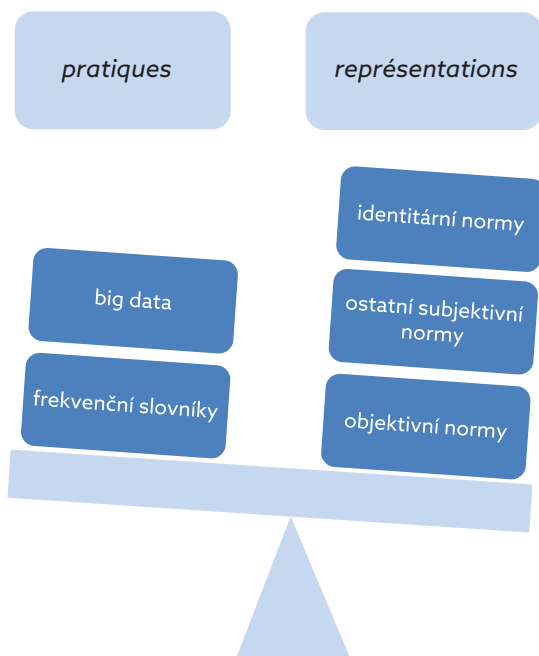 pratiques
représentations
identitární normy
big data
ostatní subjektivní
normy
frekvenční slovníky
objektivní normy